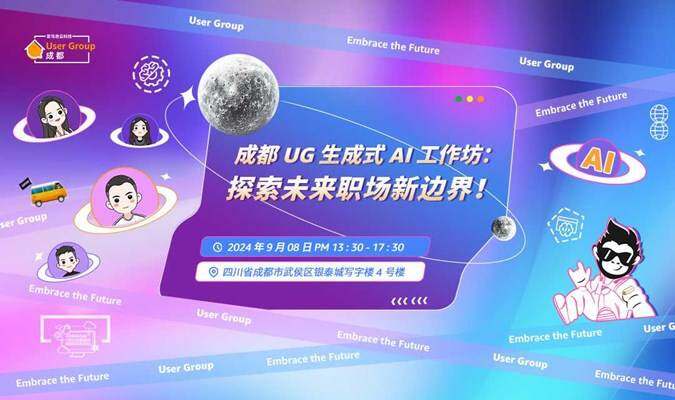 亚马逊云科技
User Group
成都
User Group
Embrace the Future
User Group
Embrace the Future
成都 UG 生成式 AI 工作坊：
探索未来职场新边界！
AI
2024 年 9 月 08 日 PM 13 : 30 - 17 : 30
四川省成都市武侯区银泰城写字楼 4 号楼
User Group
Embrace the Future
User Group
Embrace the Future
Embrace the Future
User
User Group
Embrace the Future
User Group
Embrace the Future